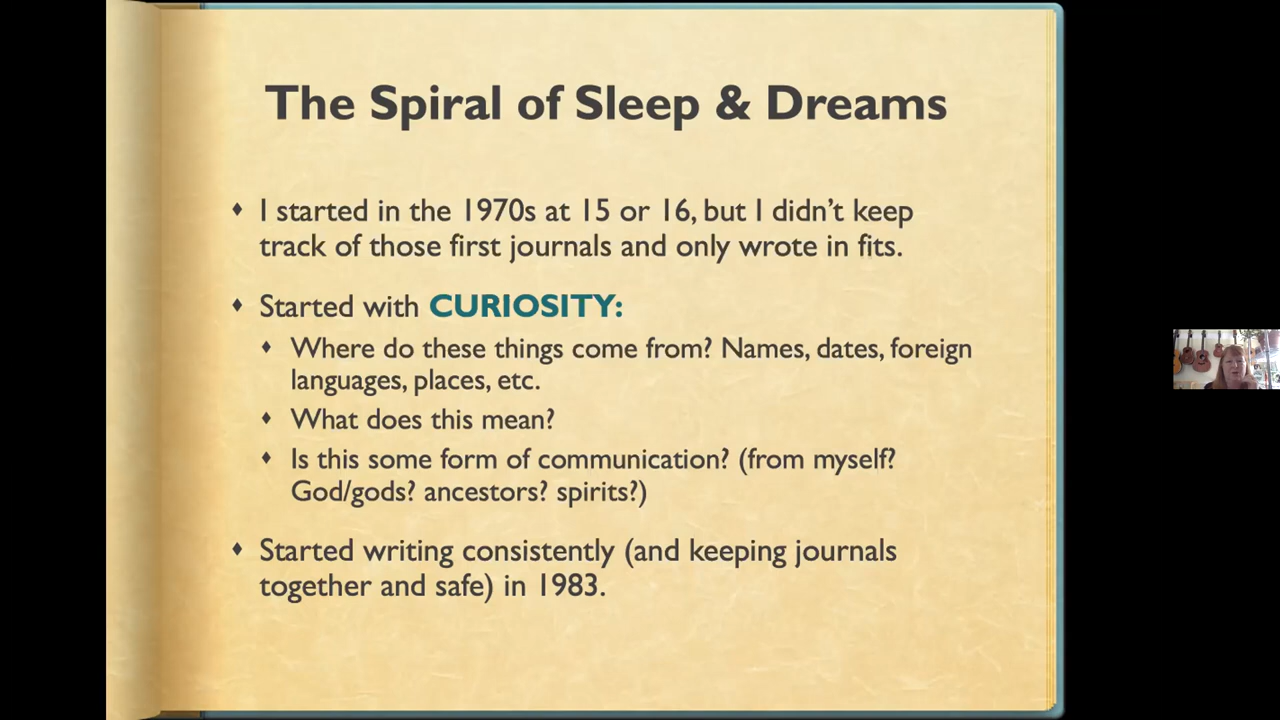 The Spiral of Sleep & Dreams
♦ I started in the 1970s at 15 or 16, but I didn’t keep
track of those first journals and only wrote in fits.
♦ Started with CURIOSITY:
♦ Where do these things come from? Names, dates, foreign
languages, places, etc.
♦ What does this mean?
♦ Is this some form of communication? (from myself?
God/gods? ancestors? spirits?)
♦ Started writing consistently (and keeping journals
together and safe) in 1983.